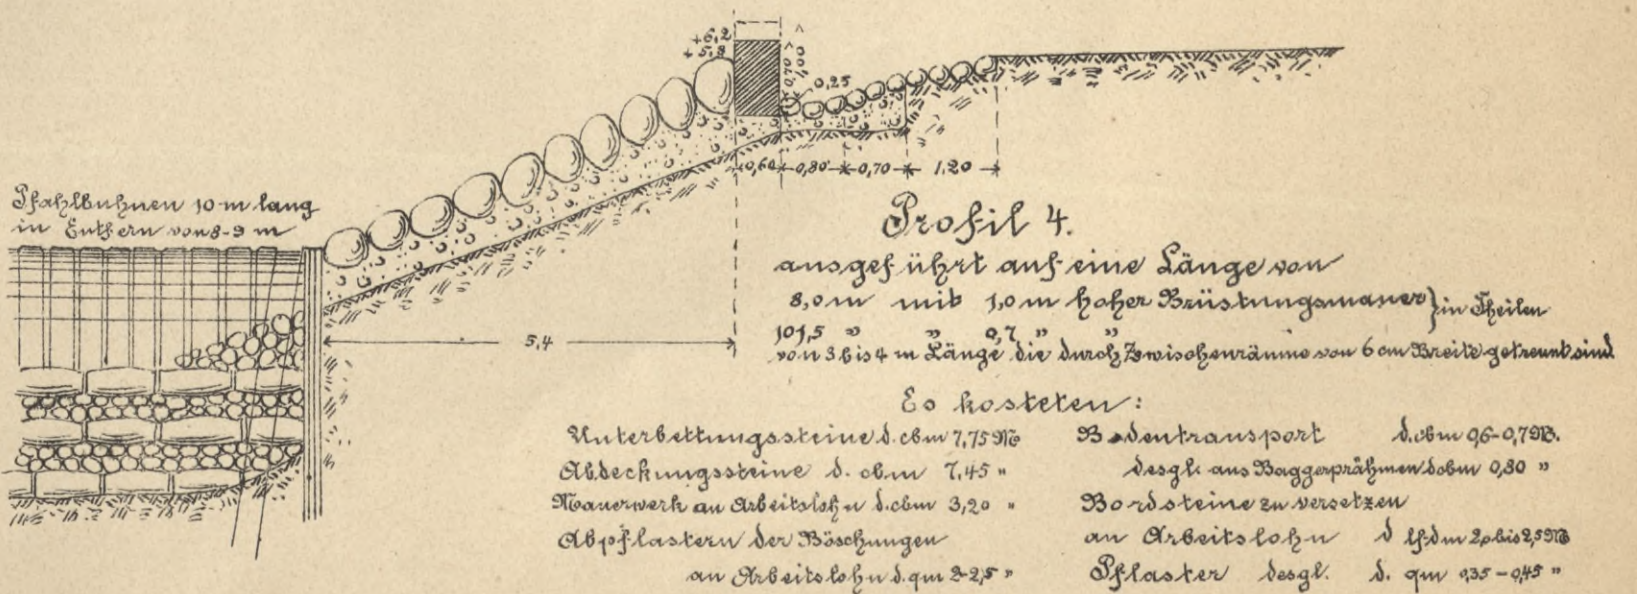 +6,2
+5,8
0,25
0,60 0,80 0,70 1,20
Pfahlbuhnen 10 m lang
in Entfern von 8-9 m
5,4
Profil 4.
ausgeführt auf eine Länge von
8,0 m mit 1,0 m hoher Brüstungsmauer } in Theilen
101,5 " " 0,7 " "
von 3 bis 4 m Länge, die durch Zwischenräume von 6 cm Breite getrennt sind
Es kosteten:
Unterbettungssteine d. cbm 7,75 M
Abdeckungssteine d. cbm 7,45 "
Mauerwerk an Arbeitslohn d. cbm 3,20 "
Abpflastern der Böschungen
an Arbeitslohn d. qm 2-2,5 "
Bodentransport d. cbm 0,6-0,7 M.
desgl. aus Baggerprähmen d cbm 0,80 "
Bordsteine zu versetzen
an Arbeitslohn d lfd m 2,0 bis 2,5 M
Pflaster desgl. d. qm 0,35-0,45 "